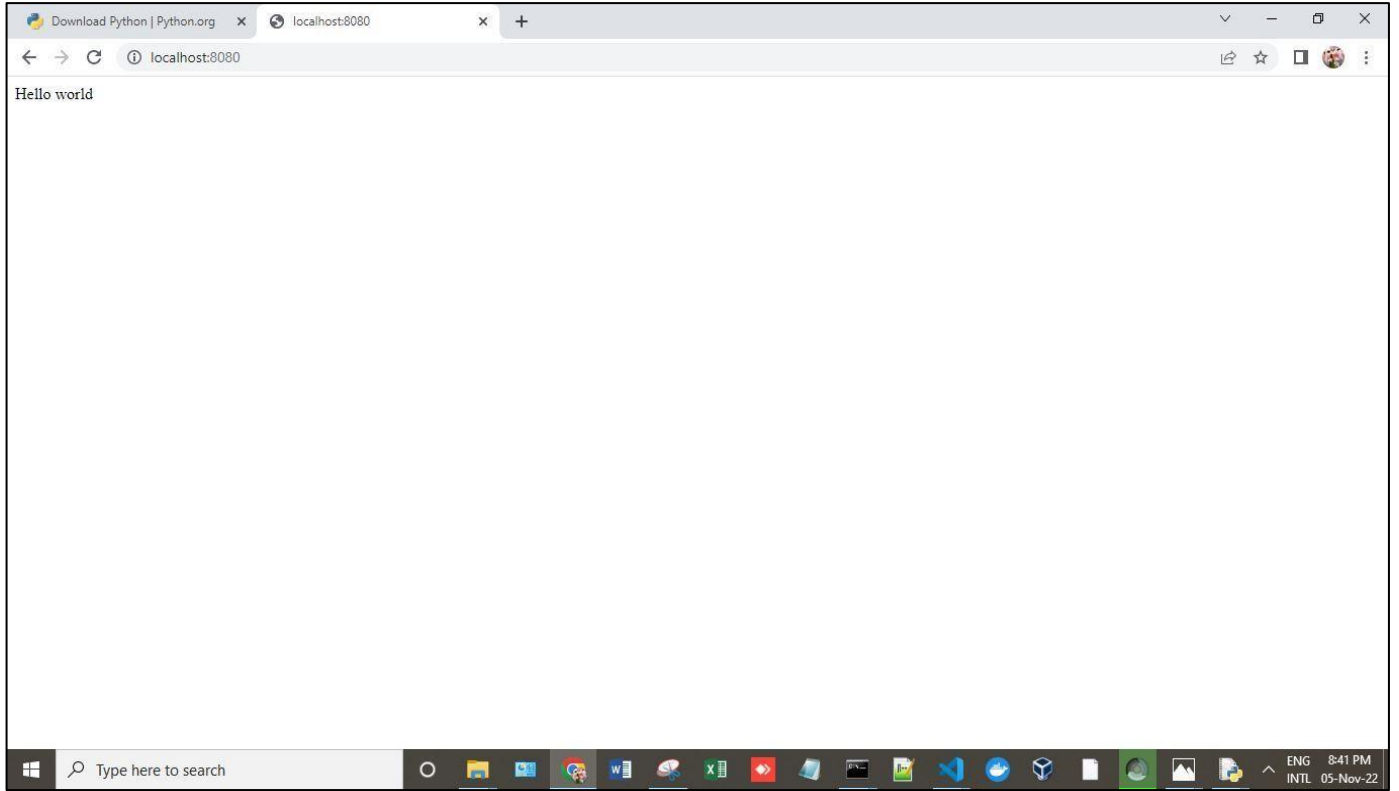 Download Python | Python.org
localhost:8080
localhost:8080
Hello world
Type here to search
ENG 8:41 PM
INTL 05-Nov-22